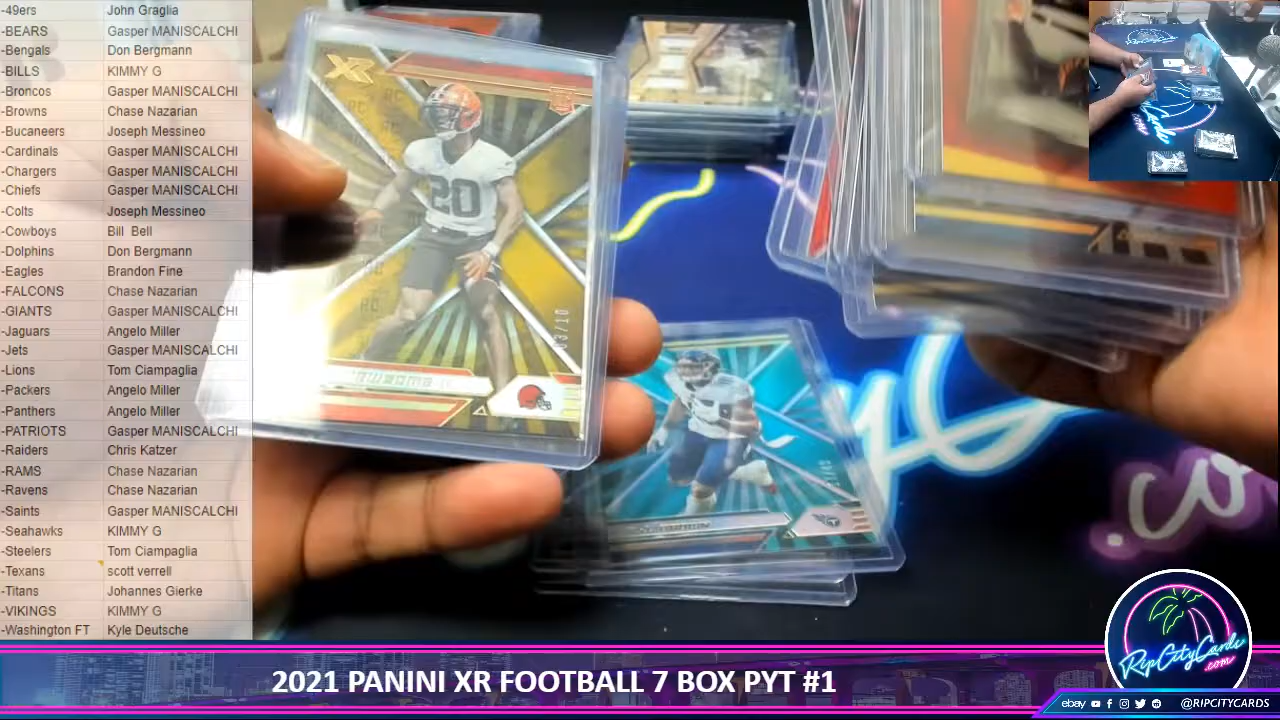 -49ers John Graglia
-BEARS Gasper MANISCALCHI
-Bengals Don Bergmann
-BILLS KIMMY G
-Broncos Gasper MANISCALCHI
-Browns Chase Nazarian
-Bucaneers Joseph Messineo
-Cardinals Gasper MANISCALCHI
-Chargers Gasper MANISCALCHI
-Chiefs Gasper MANISCALCHI
-Colts Joseph Messineo
-Cowboys Bill Bell
-Dolphins Don Bergmann
-Eagles Brandon Fine
-FALCONS Chase Nazarian
-GIANTS Gasper MANISCALCHI
-Jaguars Angelo Miller
-Jets Gasper MANISCALCHI
-Lions Tom Ciampaglia
-Packers Angelo Miller
-Panthers Angelo Miller
-PATRIOTS Gasper MANISCALCHI
-Raiders Chris Katzer
-RAMS Chase Nazarian
-Ravens Chase Nazarian
-Saints Gasper MANISCALCHI
-Seahawks KIMMY G
-Steelers Tom Ciampaglia
-Texans scott verrell
-Titans Johannes Gierke
-VIKINGS KIMMY G
-Washington FT Kyle Deutsche
XR
RC
20
.co
RipCityCards
.com
2021 PANINI XR FOOTBALL 7 BOX PYT #1
ebay @RIPCITYCARDS